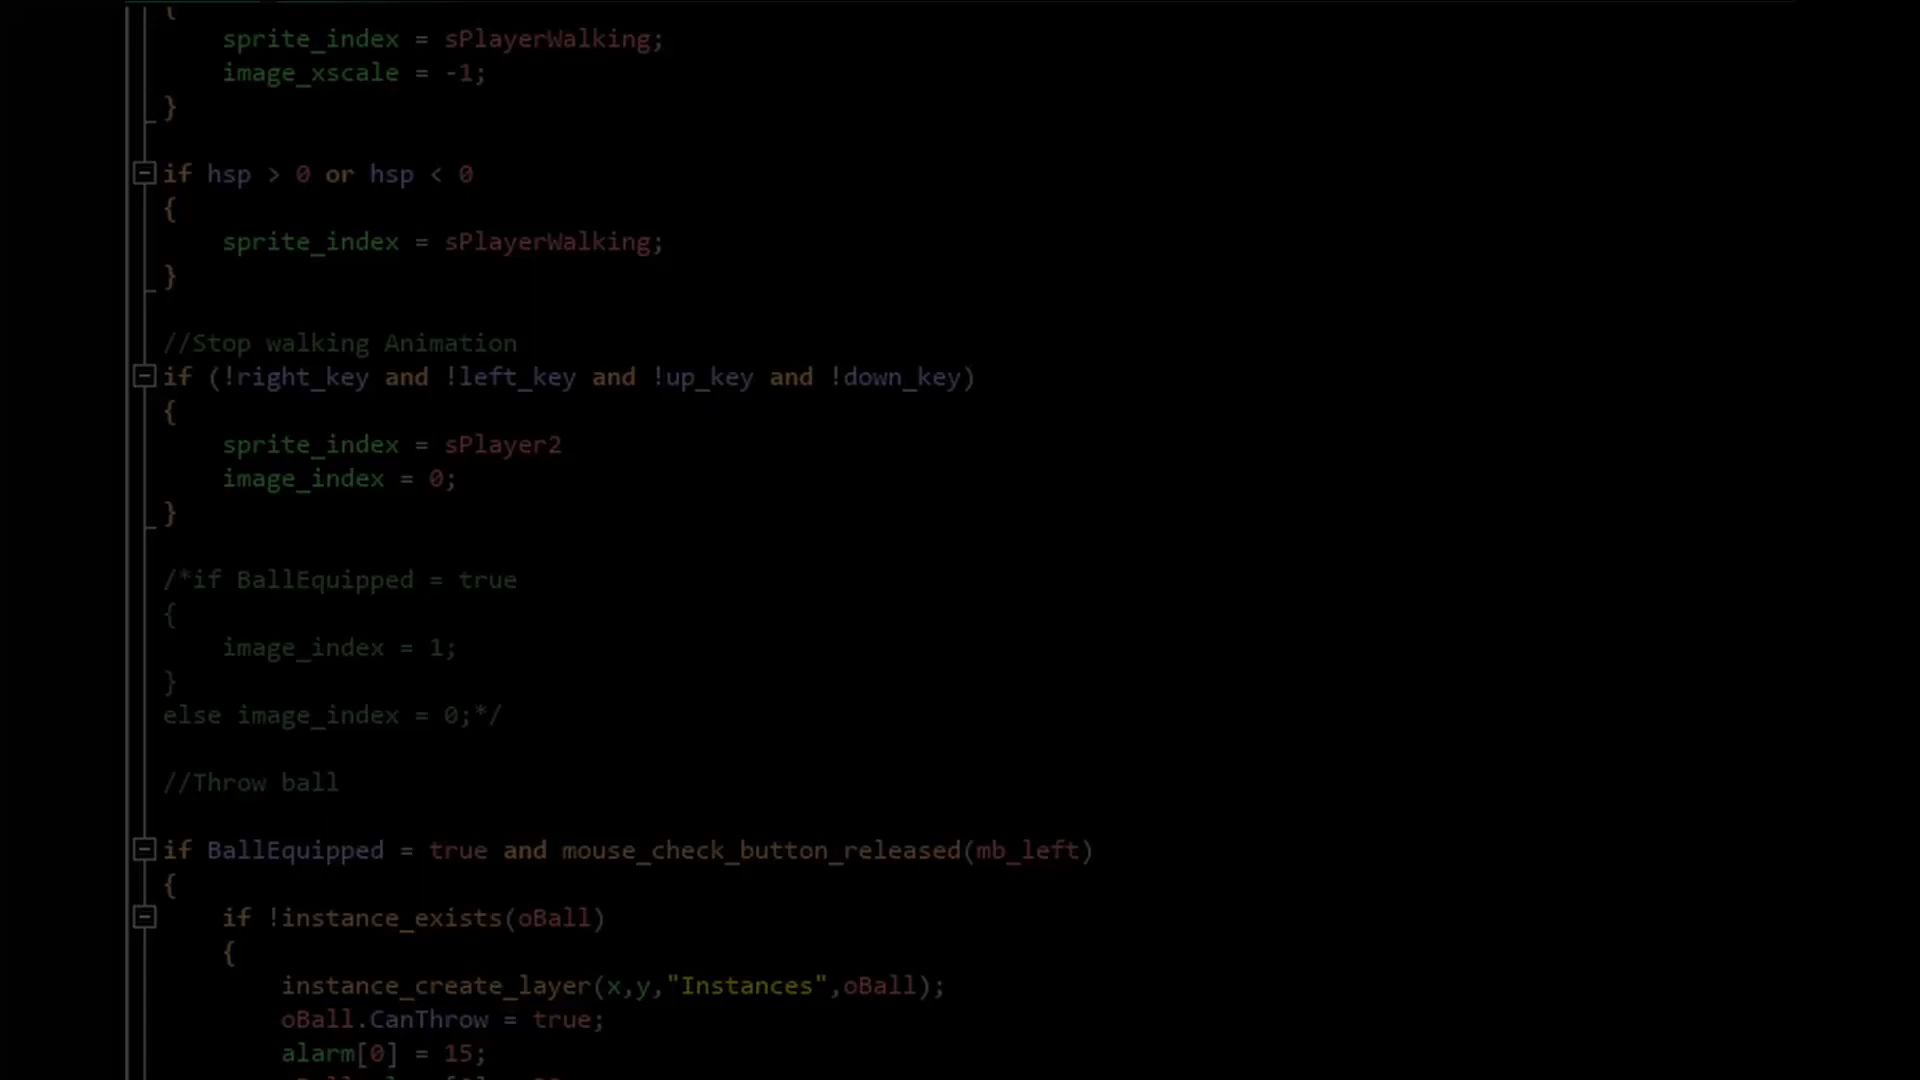 {
sprite_index = sPlayerWalking;
image_xscale = -1;
}
if hsp > 0 or hsp < 0
{
sprite_index = sPlayerWalking;
}
//Stop walking Animation
if (!right_key and !left_key and !up_key and !down_key)
{
sprite_index = sPlayer2
image_index = 0;
}
/*if BallEquipped = true
{
image_index = 1;
}
else image_index = 0;*/
//Throw ball
if BallEquipped = true and mouse_check_button_released(mb_left)
{
if !instance_exists(oBall)
{
instance_create_layer(x,y,"Instances",oBall);
oBall.CanThrow = true;
alarm[0] = 15;